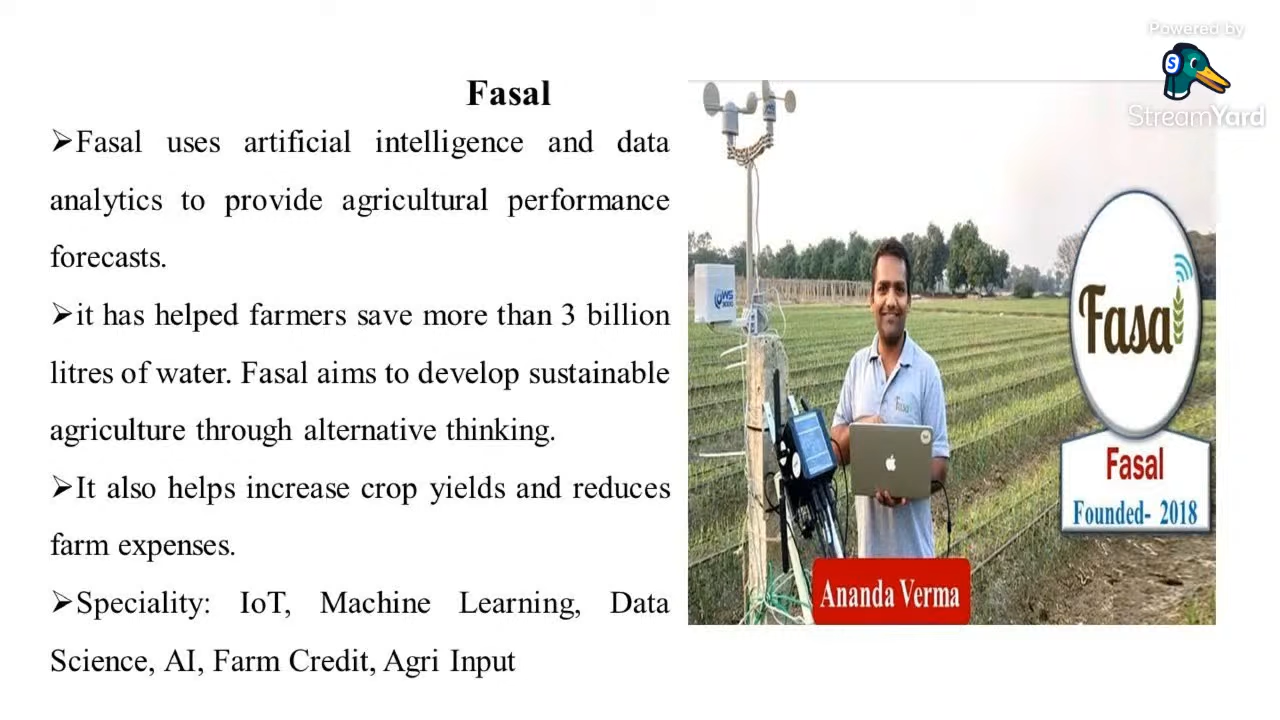 Powered by
StreamYard
Fasal
➢Fasal uses artificial intelligence and data
analytics to provide agricultural performance
forecasts.
➢it has helped farmers save more than 3 billion
litres of water. Fasal aims to develop sustainable
agriculture through alternative thinking.
➢It also helps increase crop yields and reduces
farm expenses.
➢Speciality: IoT, Machine Learning, Data
Science, AI, Farm Credit, Agri Input
Fasal
Fasal
Founded- 2018
Ananda Verma